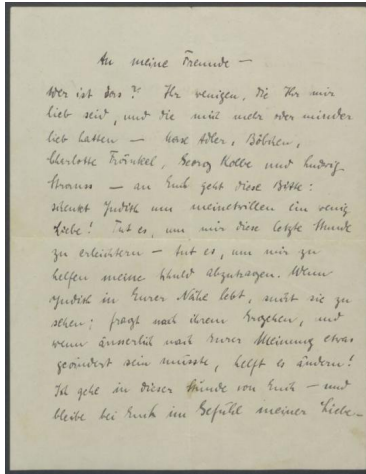 An meine Freunde —
Wer ist das? Ihr wenigen, die Ihr mir
lieb seid, und die mich mehr oder minder
lieb hatten — Adler, Bübchen,
Charlotte Fränkel, Georg Kolbe und Ludwig
Strauss — an Euch geht diese Bitte:
schenkt Judith um meinetwillen ein wenig
Liebe! Tut es, um mir diese letzte Stunde
zu erleichtern — tut es, um mir zu
helfen meine Schuld abzutragen. Wenn
Judith in Eurer Nähe lebt, sucht sie zu
sehen; fragt nach ihrem Ergehen, und
wenn äusserlich nach Eurer Meinung etwas
geändert sein müsste, helft es ändern!
Ich gehe in dieser Stunde von Euch — und
bleibe bei Euch im Gefühl meiner Liebe —